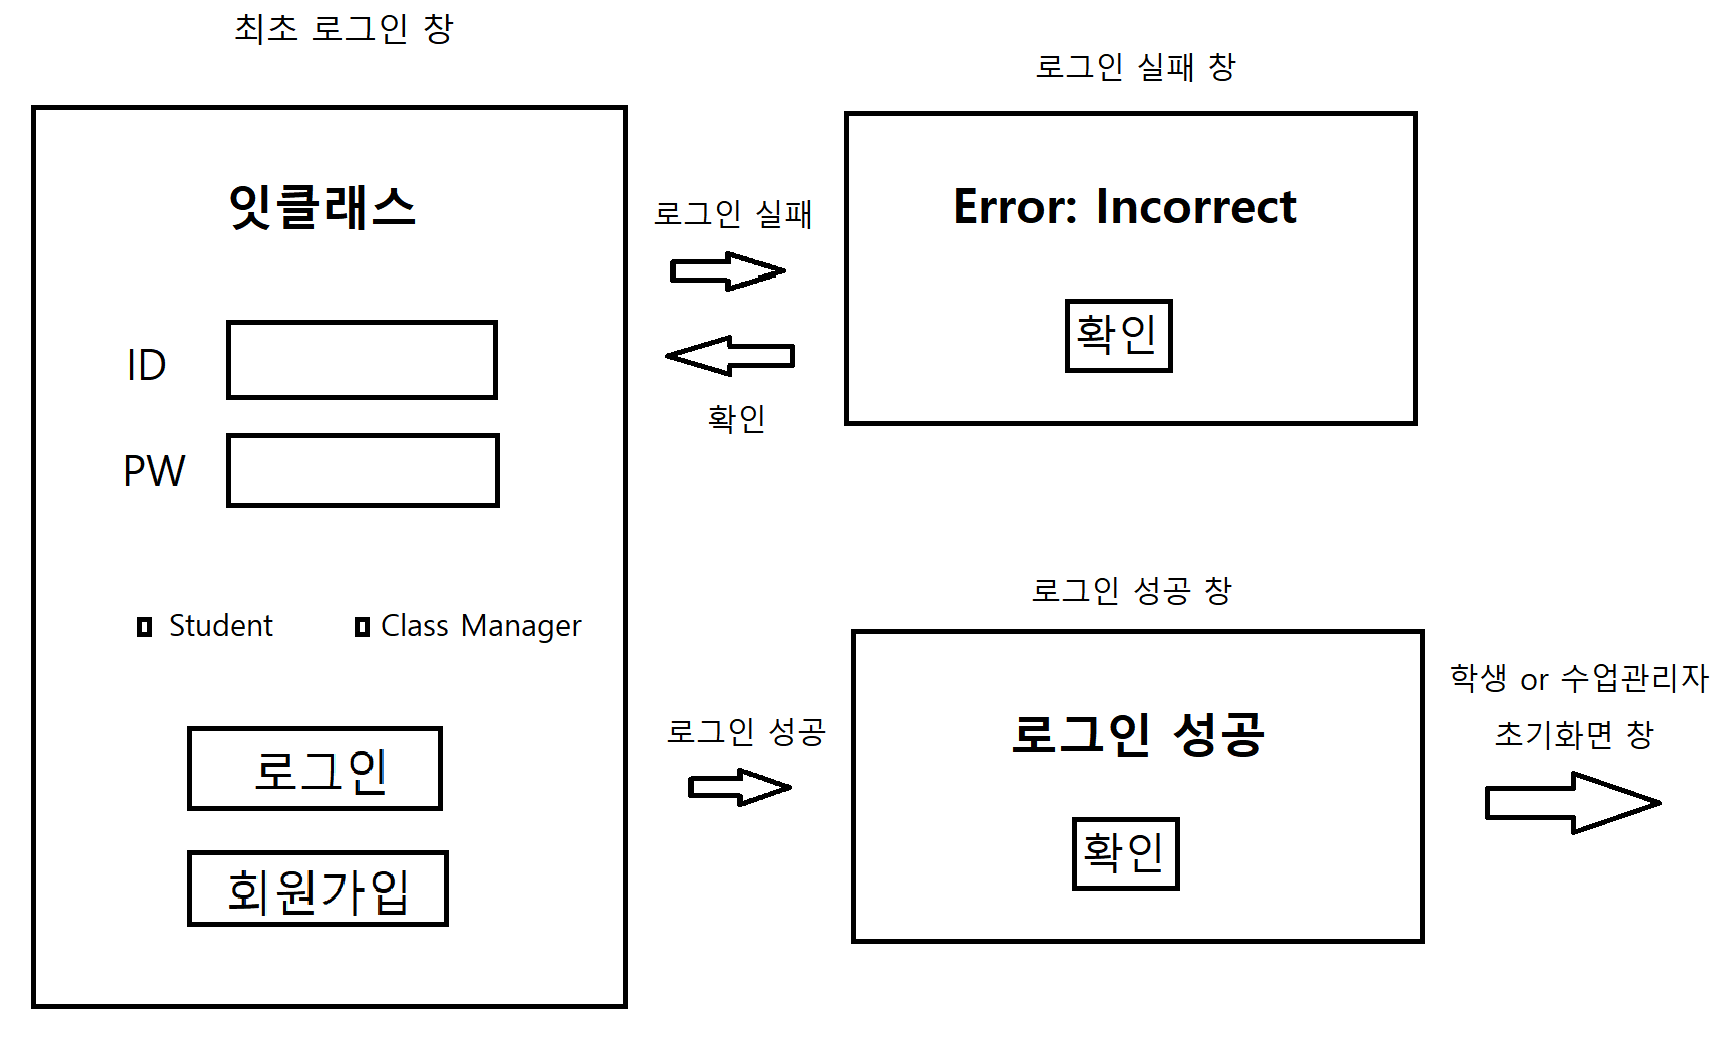 최초 로그인 창
잇클래스
ID
PW
Student
Class Manager
로그인
회원가입
로그인 실패
확인
로그인 실패 창
Error: Incorrect
확인
로그인 성공
로그인 성공 창
로그인 성공
확인
학생 or 수업관리자
초기화면 창